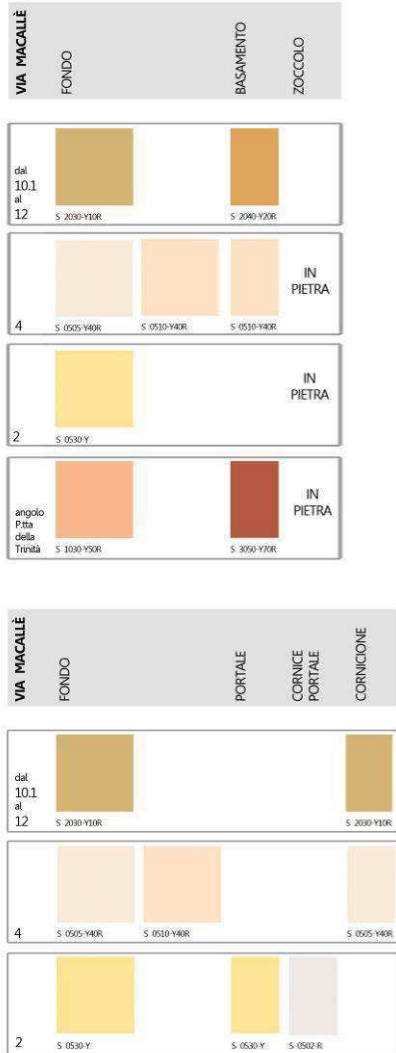 VIA MACALLÈ
FONDO
BASAMENTO
ZOCCOLO
dal
10.1
al
12
S 2030-Y10R
S 2040-Y20R
4
S 0505-Y40R
S 0510-Y40R
S 0510-Y40R
IN
PIETRA
2
S 0530-Y
IN
PIETRA
angolo
P.tta
della
Trinità
S 1030-Y50R
S 3050-Y70R
IN
PIETRA
VIA MACALLÈ
FONDO
PORTALE
CORNICE
PORTALE
CORNICIONE
dal
10.1
al
12
S 2030-Y10R
S 2030-Y10R
4
S 0505-Y40R
S 0510-Y40R
S 0505-Y40R
2
S 0530-Y
S 0530-Y
S 0502-R